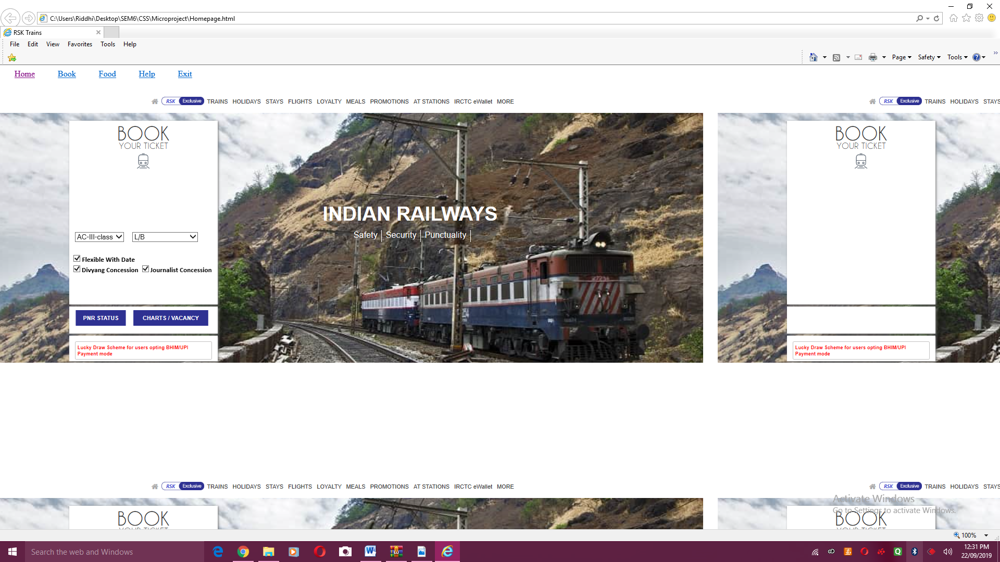 C:\Users\Riddhi\Desktop\SEM6\CSS\Microproject\Homepage.html
RSK Trains
File Edit View Favorites Tools Help
Page Safety Tools
Home Book Food Help Exit
RSK Exclusive TRAINS HOLIDAYS STAYS FLIGHTS LOYALTY MEALS PROMOTIONS AT STATIONS IRCTC eWallet MORE RSK Exclusive TRAINS HOLIDAYS STAYS
BOOK
YOUR TICKET
BOOK
YOUR TICKET
INDIAN RAILWAYS
Safety Security Punctuality
AC-III-class L/B
Flexible With Date
Divyang Concession Journalist Concession
PNR STATUS CHARTS / VACANCY
Lucky Draw Scheme for users opting BHIM/UPI
Payment mode
Lucky Draw Scheme for users opting BHIM/UPI
Payment mode
RSK Exclusive TRAINS HOLIDAYS STAYS FLIGHTS LOYALTY MEALS PROMOTIONS AT STATIONS IRCTC eWallet MORE RSK Exclusive TRAINS HOLIDAYS STAYS
Activate Windows
Go to Settings to activate Windows.
BOOK
YOUR TICKET
BOOK
YOUR TICKET
100%
Search the web and Windows
12:31 PM
22/09/2019